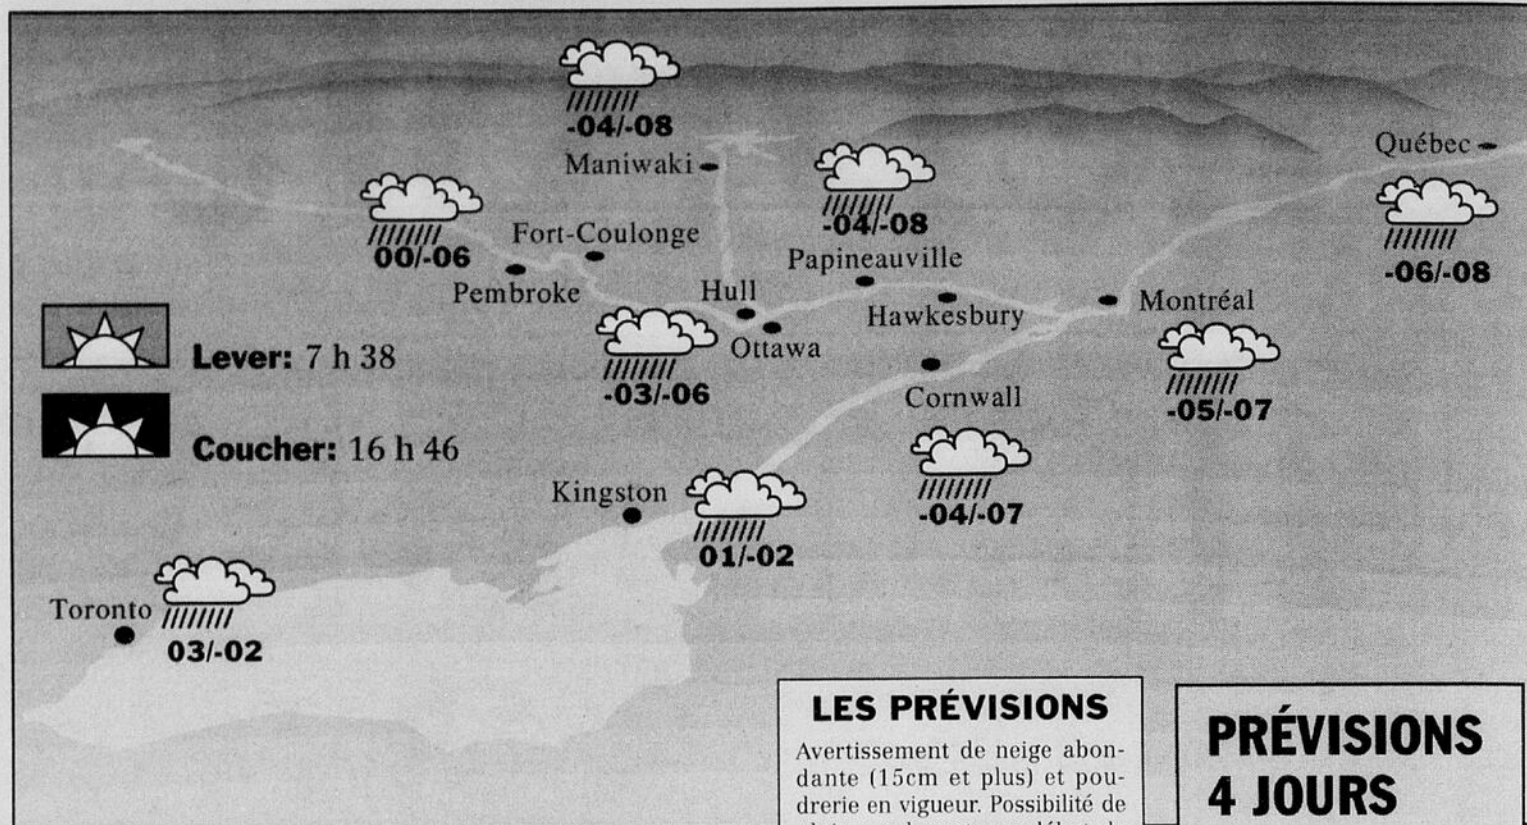 -04/-08
Maniwaki
Québec
-04/-08
-06/-08
00/-06
Fort-Coulonge
Pembroke
Papineauville
Hull
Hawkesbury
Montréal
Ottawa
-03/-06
Lever: 7 h 38
Cornwall
-05/-07
Coucher: 16 h 46
Kingston
-04/-07
01/-02
Toronto
03/-02
LES PRÉVISIONS
Avertissement de neige abon-
dante (15cm et plus) et pou-
drerie en vigueur. Possibilité de
PRÉVISIONS
4 JOURS